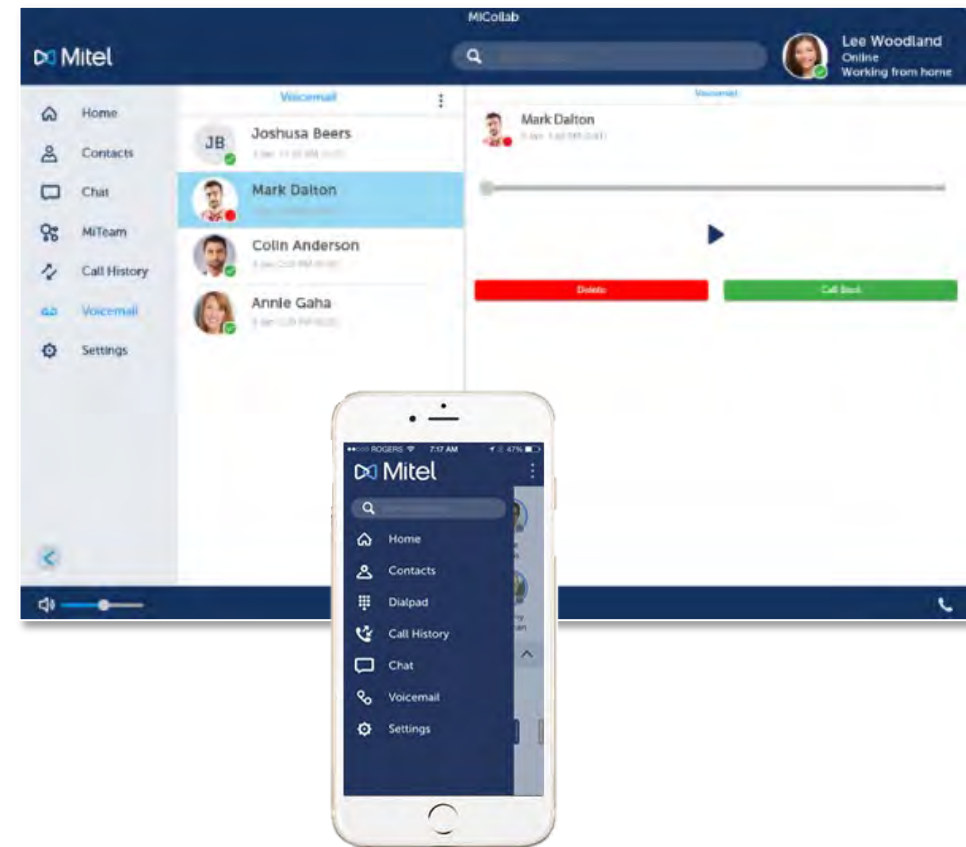 MiCollab
Mitel
Lee Woodland
Online
Working from home
Home
Contacts
Chat
MiTeam
Call History
Voicemail
Settings
Voicemail
JB
Joshusa Beers
Mark Dalton
Colin Anderson
Annie Gaha
Voicemail
Mark Dalton
Delete
Call Back
ROGERS 7:17 AM 47%
Mitel
Home
Contacts
Dialpad
Call History
Chat
Voicemail
Settings